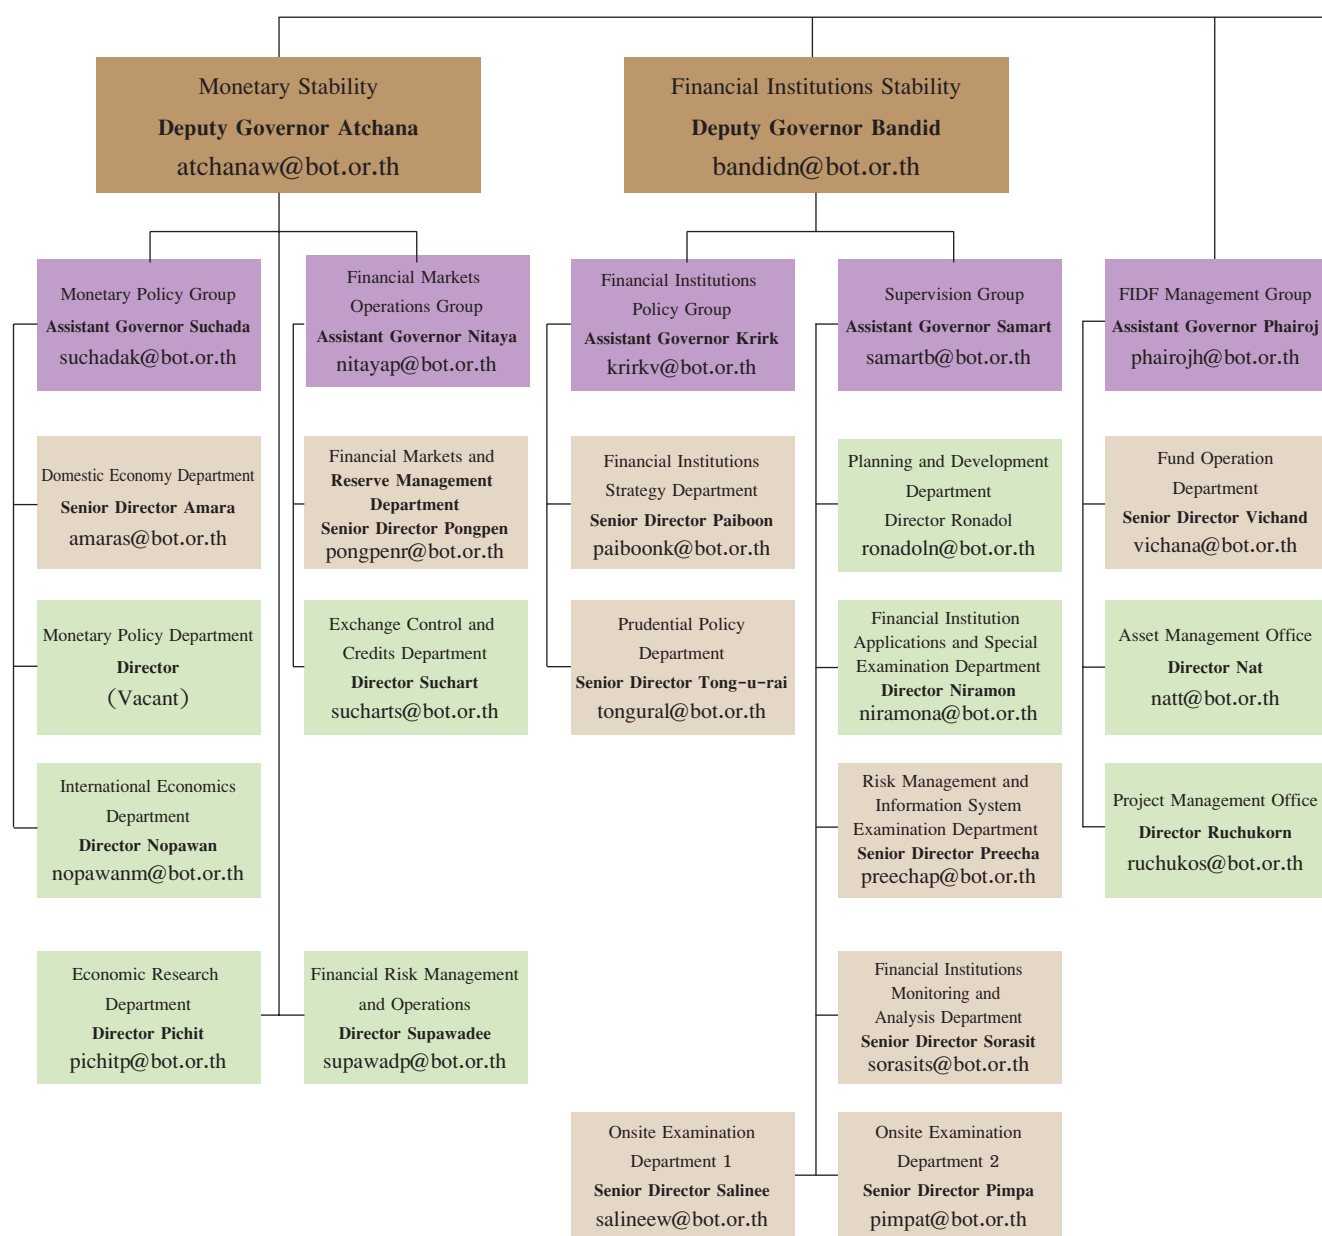 Monetary Stability
Deputy Governor Atchana
atchanaw@bot.or.th
Financial Institutions Stability
Deputy Governor Bandid
bandidn@bot.or.th
Monetary Policy Group
Assistant Governor Suchada
suchadak@bot.or.th
Financial Markets
Operations Group
Assistant Governor Nitaya
nitayap@bot.or.th
Financial Institutions
Policy Group
Assistant Governor Krirk
krirkv@bot.or.th
Supervision Group
Assistant Governor Samart
samartb@bot.or.th
FIDF Management Group
Assistant Governor Phairoj
phairojh@bot.or.th
Domestic Economy Department
Senior Director Amara
amaras@bot.or.th
Financial Markets and
Reserve Management
Department
Senior Director Pongpen
pongpenr@bot.or.th
Financial Institutions
Strategy Department
Senior Director Paiboon
paiboonk@bot.or.th
Planning and Development
Department
Director Ronadol
ronadoln@bot.or.th
Fund Operation
Department
Senior Director Vichand
vichana@bot.or.th
Monetary Policy Department
Director
(Vacant)
Exchange Control and
Credits Department
Director Suchart
sucharts@bot.or.th
Prudential Policy
Department
Senior Director Tong-u-rai
tongural@bot.or.th
Financial Institution
Applications and Special
Examination Department
Director Niramon
niramona@bot.or.th
Asset Management Office
Director Nat
natt@bot.or.th
International Economics
Department
Director Nopawan
nopawanm@bot.or.th
Risk Management and
Information System
Examination Department
Senior Director Preecha
preechap@bot.or.th
Project Management Office
Director Ruchukorn
ruchukos@bot.or.th
Economic Research
Department
Director Pichit
pichitp@bot.or.th
Financial Risk Management
and Operations
Director Supawadee
supawadp@bot.or.th
Financial Institutions
Monitoring and
Analysis Department
Senior Director Sorasit
sorasits@bot.or.th
Onsite Examination
Department 1
Senior Director Salinee
salineew@bot.or.th
Onsite Examination
Department 2
Senior Director Pimpa
pimpat@bot.or.th